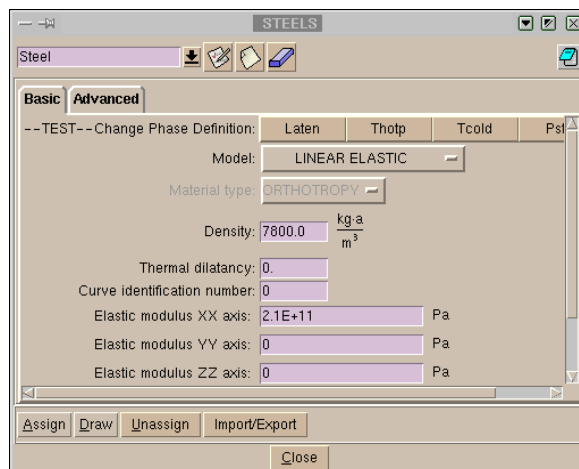 STEELS
Steel
Basic Advanced
--TEST--Change Phase Definition: Laten Thotp Tcold
Model: LINEAR ELASTIC
Material type: ORTHOTROPY
Density: 7800.0 kg·a
m³
Thermal dilatancy: 0.
Curve identification number: 0
Elastic modulus XX axis: 2.1E+11 Pa
Elastic modulus YY axis: 0 Pa
Elastic modulus ZZ axis: 0 Pa
Assign Draw Unassign Import/Export
Close